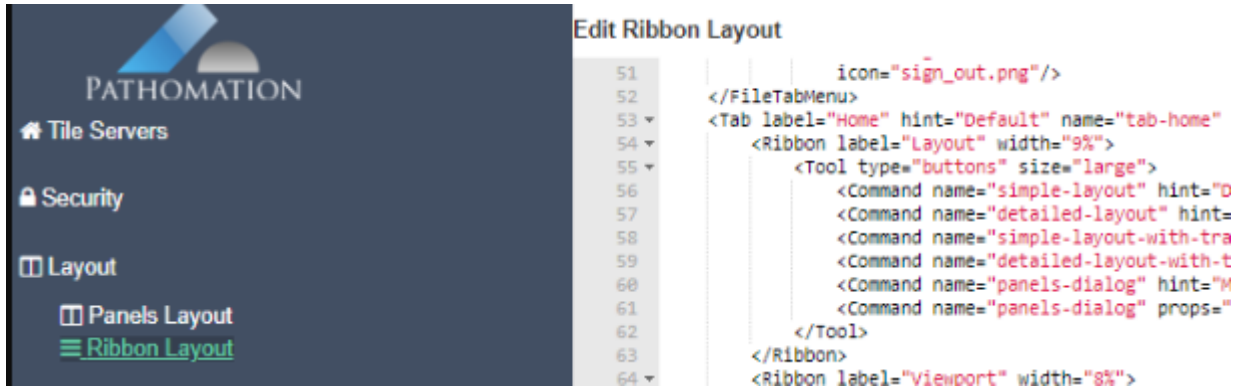 PATHOMATION
Tile Servers
Security
Layout
Panels Layout
Ribbon Layout
Edit Ribbon Layout
51 icon="sign_out.png"/>
52 </FileTabMenu>
53 <Tab label="Home" hint="Default" name="tab-home"
54 <Ribbon label="Layout" width="9%">
55 <Tool type="buttons" size="large">
56 <Command name="simple-layout" hint="D
57 <Command name="detailed-layout" hint=
58 <Command name="simple-layout-with-tra
59 <Command name="detailed-layout-with-t
60 <Command name="panels-dialog" hint="M
61 <Command name="panels-dialog" props="
62 </Tool>
63 </Ribbon>
64 <Ribbon label="Viewport" width="8%">